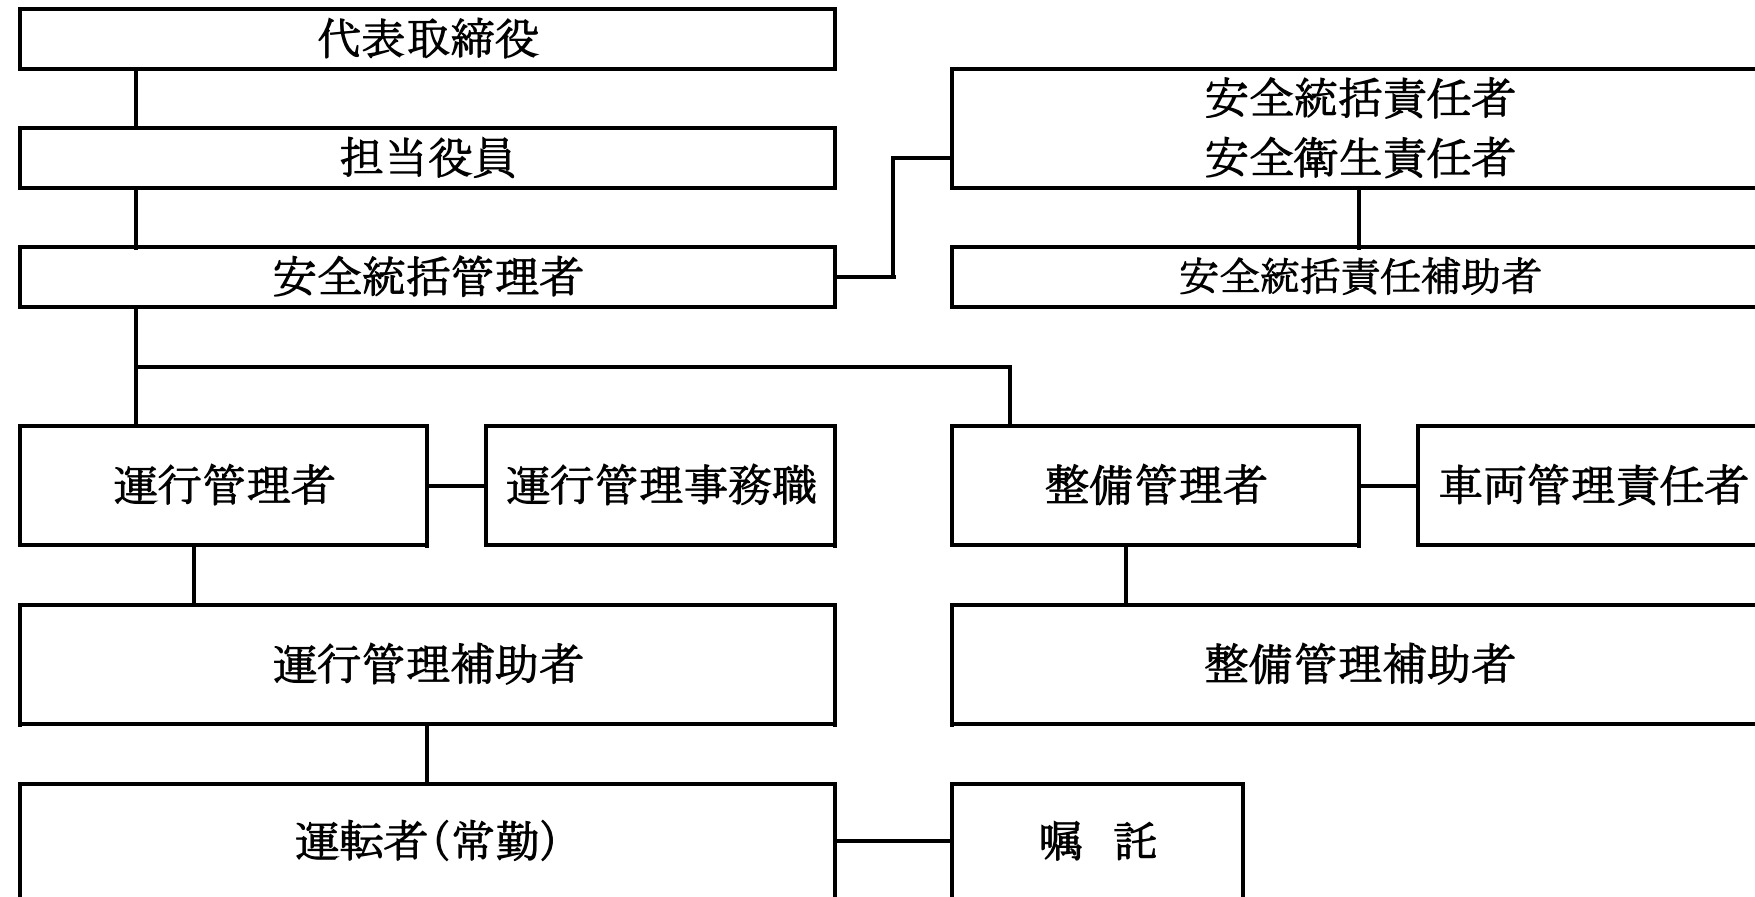 代表取締役
安全統括責任者
安全衛生責任者
担当役員
安全統括管理者
安全統括責任補助者
運行管理者
運行管理事務職
整備管理者
車両管理責任者
運行管理補助者
整備管理補助者
運転者(常勤)
嘱　託